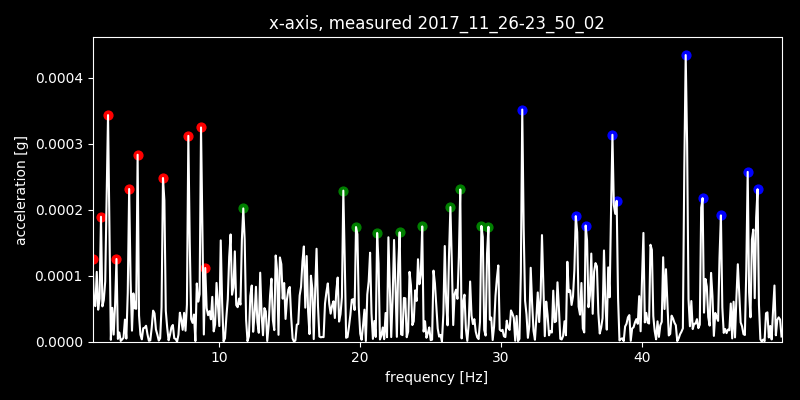 x-axis, measured 2017_11_26-23_50_02
0.0004
0.0003
0.0002
0.0001
0.0000
acceleration [g]
10 20 30 40
frequency [Hz]